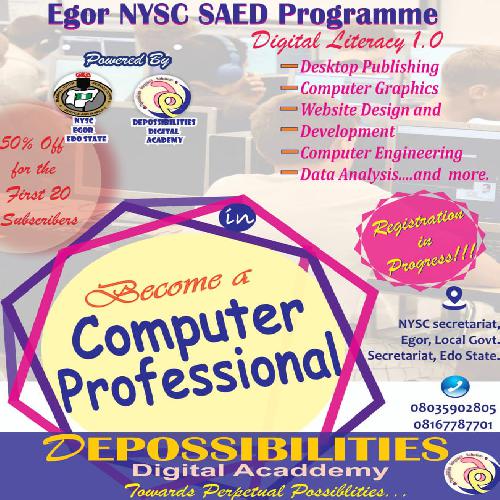 Egor NYSC SAED Programme
Digital Literacy 1.0
Desktop Publishing
Computer Graphics
Website Design and
Development
Computer Engineering
Data Analysis....and more.
Powered By
NYSC
EGOR
EDO STATE
DEPOSSIBILITIES
DIGITAL
ACADEMY
50% Off
for the
First 20
Subscribers
in
Become a
Computer
Professional
Registration
in
Progress!!!
NYSC secretariat,
Egor, Local Govt.
Secretariat, Edo State.
08035902805
08167787701
DEPOSSIBILITIES
Digital Acaddemy
Towards Perpetual Possiblities...